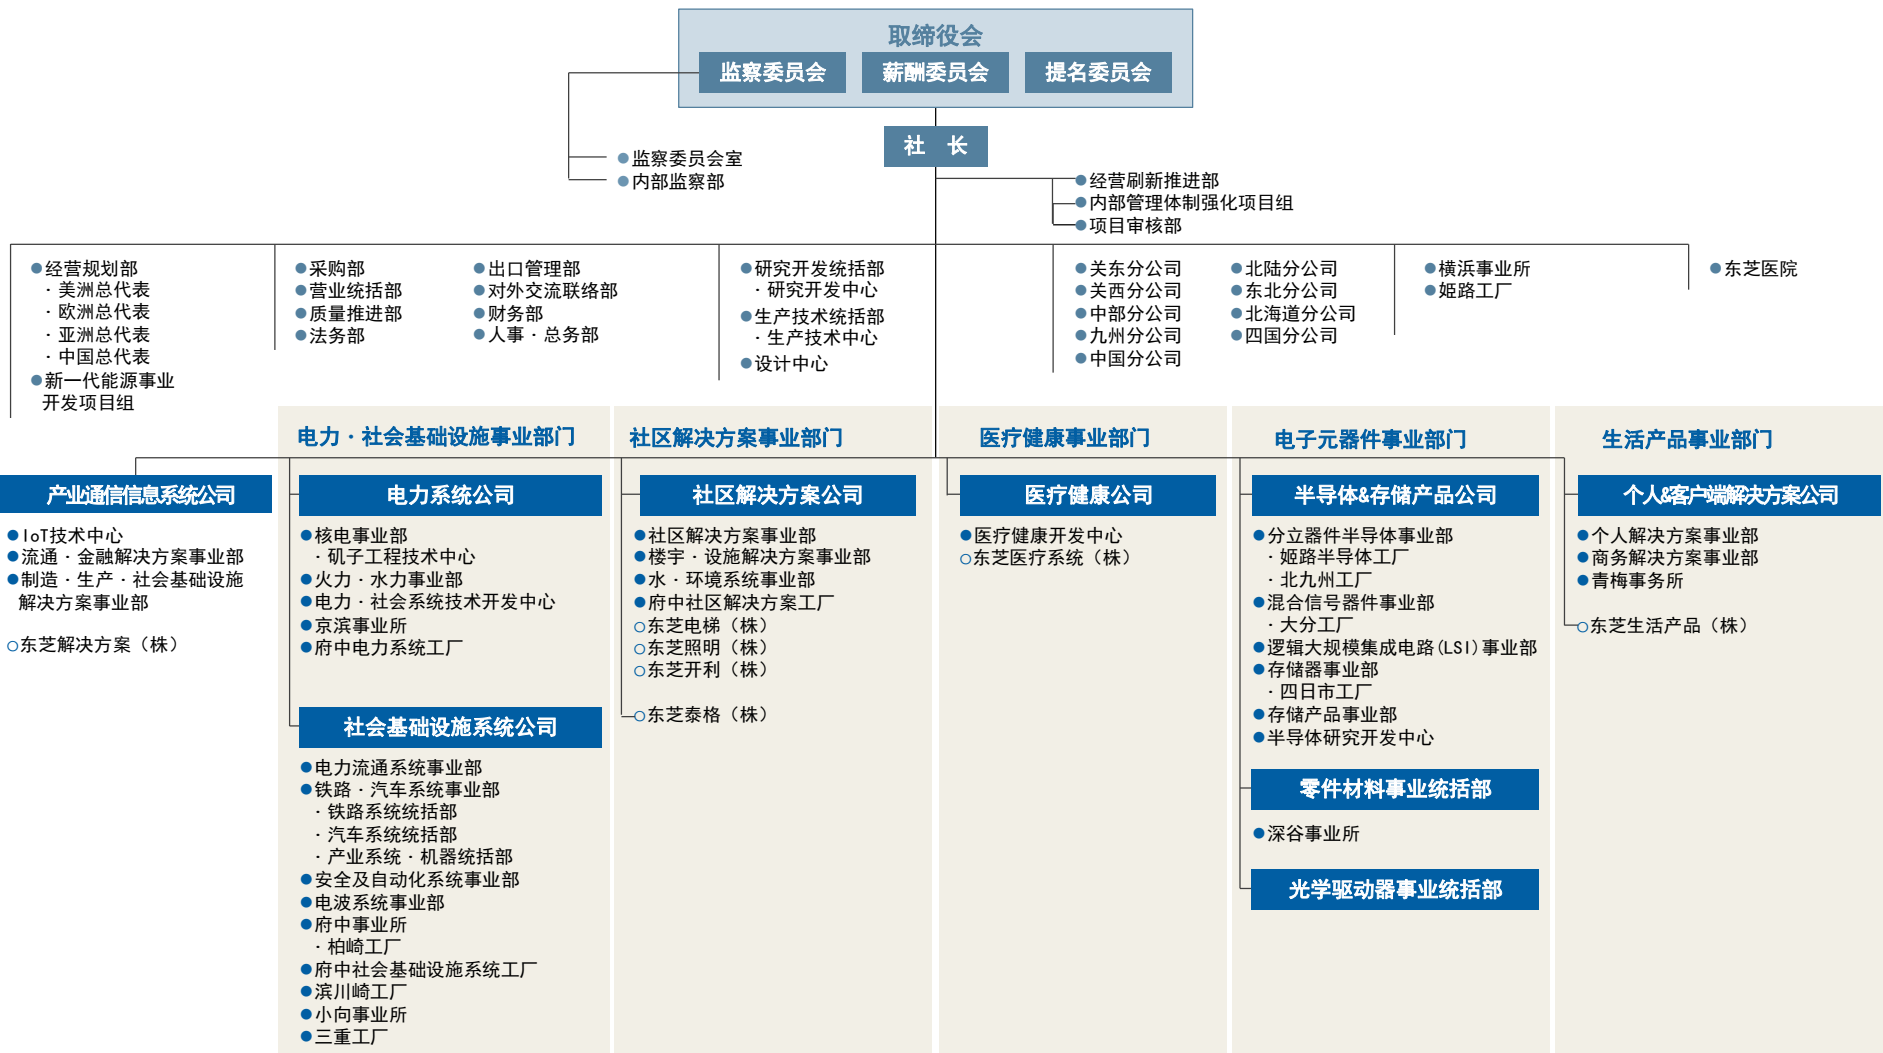 取缔役会
监察委员会
薪酬委员会
提名委员会
社 长
●监察委员会室
●内部监察部
●经营刷新推进部
●内部管理体制强化项目组
●项目审核部
●经营规划部
·美洲总代表
·欧洲总代表
·亚洲总代表
·中国总代表
●新一代能源事业
开发项目组
●采购部
●营业统括部
●质量推进部
●法务部
●出口管理部
●对外交流联络部
●财务部
●人事·总务部
●研究开发统括部
·研究开发中心
●生产技术统括部
·生产技术中心
●设计中心
●关东分公司
●关西分公司
●中部分公司
●九州分公司
●中国分公司
●北陆分公司
●东北分公司
●北海道分公司
●四国分公司
●横浜事业所
●姫路工厂
●东芝医院
产业通信信息系统公司
●IoT技术中心
●流通·金融解决方案事业部
●制造·生产·社会基础设施
解决方案事业部
○东芝解决方案（株）
电力·社会基础设施事业部门
电力系统公司
●核电事业部
·矶子工程技术中心
●火力·水力事业部
●电力·社会系统技术开发中心
●京滨事业所
●府中电力系统工厂
社会基础设施系统公司
●电力流通系统事业部
●铁路·汽车系统事业部
·铁路系统统括部
·汽车系统统括部
·产业系统·机器统括部
●安全及自动化系统事业部
●电波系统事业部
●府中事业所
·柏崎工厂
●府中社会基础设施系统工厂
●滨川崎工厂
●小向事业所
●三重工厂
社区解决方案事业部门
社区解决方案公司
●社区解决方案事业部
●楼宇·设施解决方案事业部
●水·环境系统事业部
●府中社区解决方案工厂
○东芝电梯（株）
○东芝照明（株）
○东芝开利（株）
○东芝泰格（株）
医疗健康事业部门
医疗健康公司
●医疗健康开发中心
○东芝医疗系统（株）
电子元器件事业部门
半导体&存储产品公司
●分立器件半导体事业部
·姫路半导体工厂
·北九州工厂
●混合信号器件事业部
·大分工厂
●逻辑大规模集成电路(LSI)事业部
●存储器事业部
·四日市工厂
●存储产品事业部
●半导体研究开发中心
零件材料事业统括部
●深谷事业所
光学驱动器事业统括部
生活产品事业部门
个人&客户端解决方案公司
●个人解决方案事业部
●商务解决方案事业部
●青梅事务所
○东芝生活产品（株）